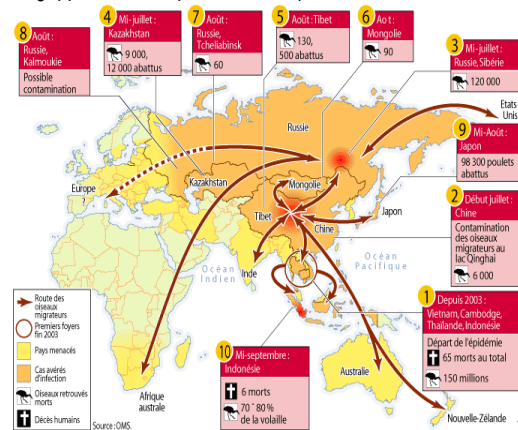 8 Août :
Russie,
Kalmoukie
Possible
contamination
4 Mi-juillet :
Kazakhstan
9 000,
12 000 abattus
7 Août :
Russie,
Tcheliabinsk
60
5 Août : Tibet
130,
500 abattus
6 Ao t :
Mongolie
90
3 Mi-juillet :
Russie, Sibérie
120 000
Etats
Unis
9 Mi-Août :
Japon
98 300 poulets
abattus
2 Début juillet :
Chine
Contamination
des oiseaux
migrateurs au
lac Qinghai
6 000
1 Depuis 2003 :
Vietnam, Cambodge,
Thaïlande, Indonésie
Départ de l'épidémie
65 morts au total
150 millions
10 Mi-septembre :
Indonésie
6 morts
70 ¨ 80 %
de la volaille
Russie
Europe
?
Kazakhstan
Mongolie
Tibet
Chine
Japon
Inde
Océan
Indien
Océan
Pacifique
Afrique
australe
Australie
Nouvelle-Zélande
Route des
oiseaux
migrateurs
Premiers foyers
fin 2003
Pays menacés
Cas avérés
d'infection
Oiseaux retrouvés
morts
Décès humains
Source : OMS.